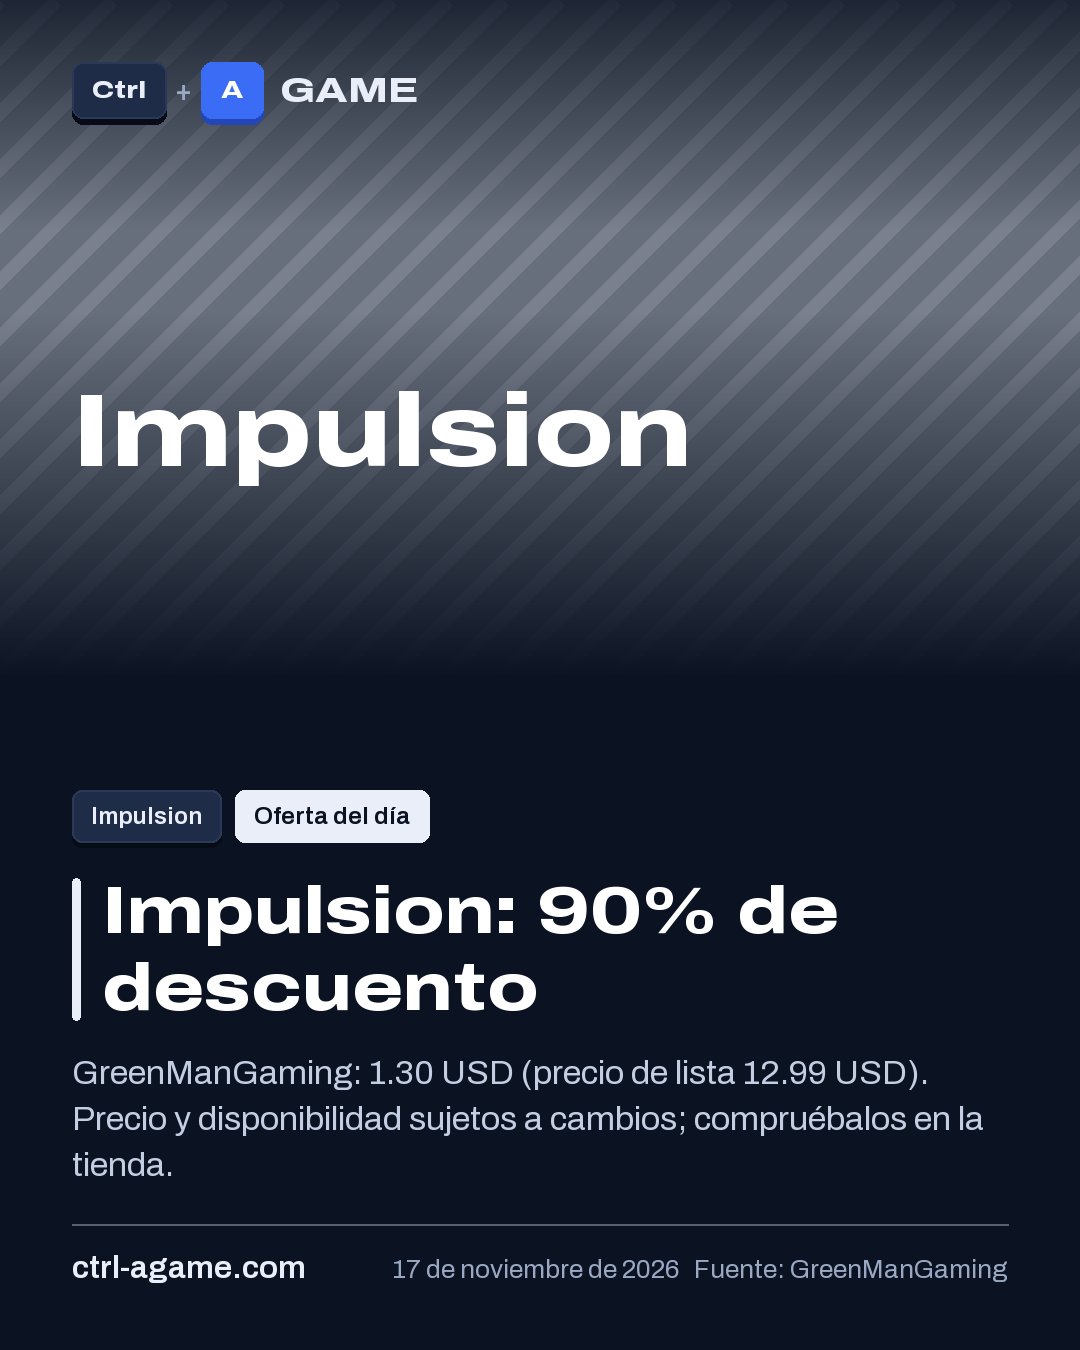 Ctrl + A GAME
Impulsion
Impulsion Oferta del día
Impulsion: 90% de
descuento
GreenManGaming: 1.30 USD (precio de lista 12.99 USD).
Precio y disponibilidad sujetos a cambios; compruébalos en la
tienda.
ctrl-agame.com 17 de noviembre de 2026 Fuente: GreenManGaming